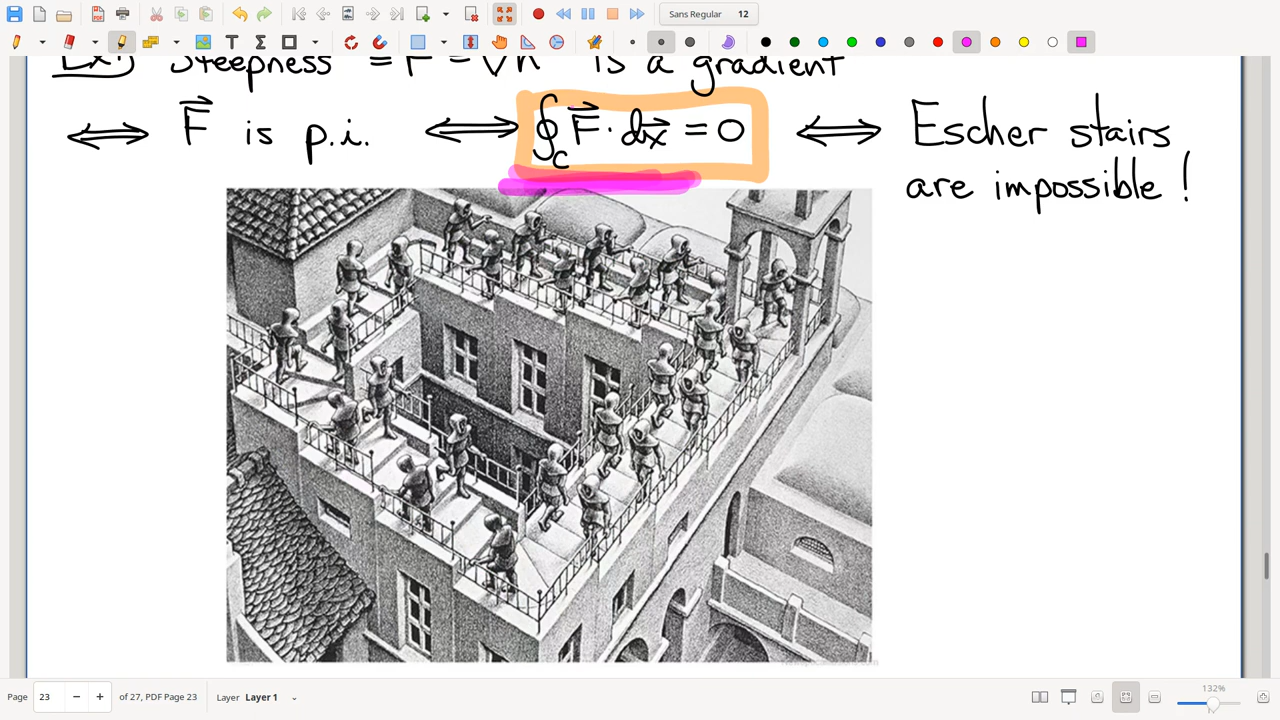 Sans Regular 12
Ex: Steepness = F = ∇h is a gradient
⟺ F⃗ is p.i. ⟺ ∮_C F⃗ · dx⃗ = 0 ⟺ Escher stairs
are impossible!
Page 23 of 27, PDF Page 23 Layer Layer 1 132%